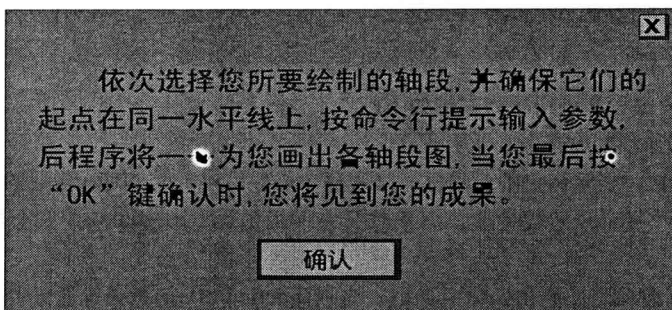 X
依次选择您所要绘制的轴段,并确保它们的
起点在同一水平线上,按命令行提示输入参数,
后程序将一为您画出各轴段图,当您最后按
“OK”键确认时,您将见到您的成果。
确认